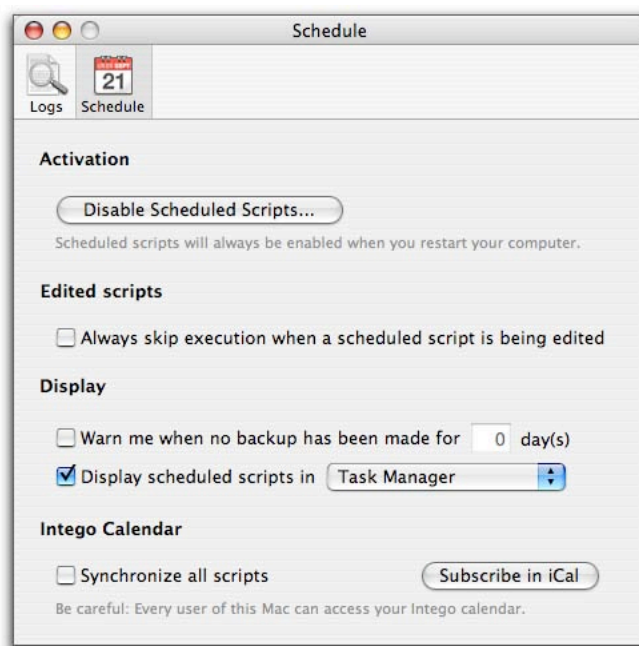 Schedule
21
Logs Schedule
Activation
Disable Scheduled Scripts...
Scheduled scripts will always be enabled when you restart your computer.
Edited scripts
Always skip execution when a scheduled script is being edited
Display
Warn me when no backup has been made for 0 day(s)
Display scheduled scripts in Task Manager
Intego Calendar
Synchronize all scripts Subscribe in iCal
Be careful: Every user of this Mac can access your Intego calendar.